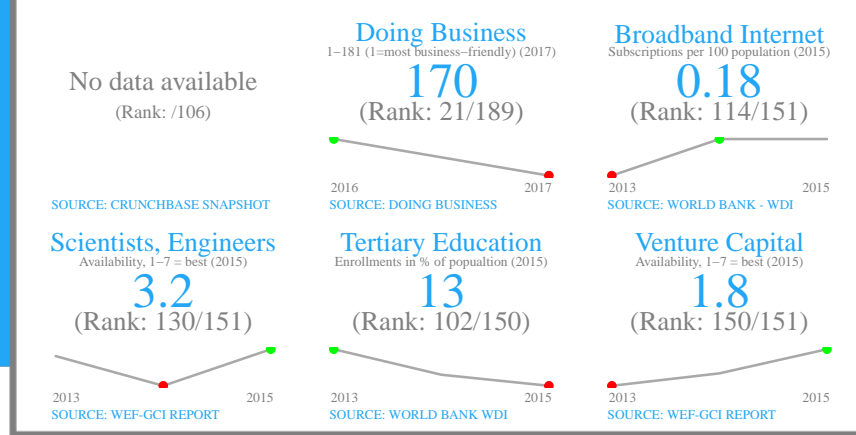 No data available
(Rank: /106)
SOURCE: CRUNCHBASE SNAPSHOT
Doing Business
1−181 (1=most business−friendly) (2017)
170
(Rank: 21/189)
2016 2017
SOURCE: DOING BUSINESS
Broadband Internet
Subscriptions per 100 population (2015)
0.18
(Rank: 114/151)
2013 2015
SOURCE: WORLD BANK - WDI
Scientists, Engineers
Availability, 1−7 = best (2015)
3.2
(Rank: 130/151)
2013 2015
SOURCE: WEF-GCI REPORT
Tertiary Education
Enrollments in % of popualtion (2015)
13
(Rank: 102/150)
2013 2015
SOURCE: WORLD BANK WDI
Venture Capital
Availability, 1−7 = best (2015)
1.8
(Rank: 150/151)
2013 2015
SOURCE: WEF-GCI REPORT